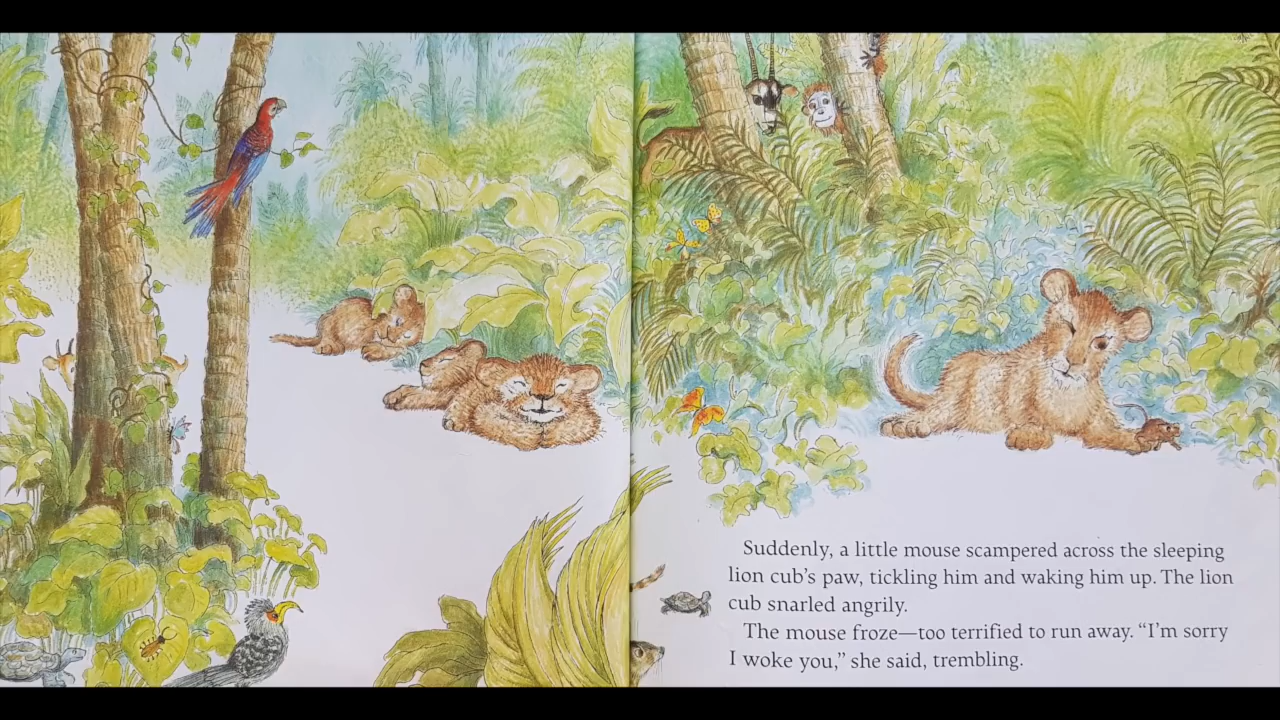 Suddenly, a little mouse scampered across the sleeping
lion cub's paw, tickling him and waking him up. The lion
cub snarled angrily.
The mouse froze—too terrified to run away. “I'm sorry
I woke you,” she said, trembling.